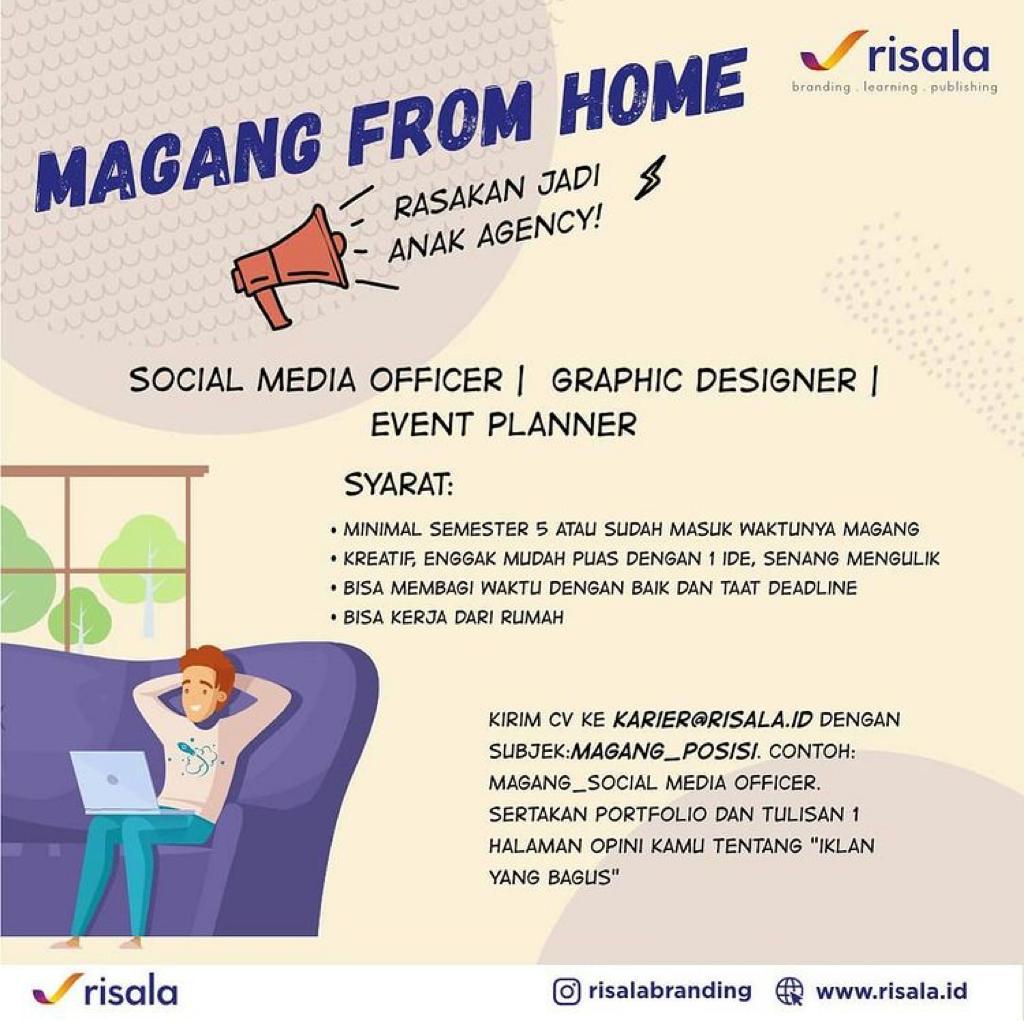 risala
branding . learning . publishing
MAGANG FROM HOME
RASAKAN JADI
ANAK AGENCY!
SOCIAL MEDIA OFFICER | GRAPHIC DESIGNER |
EVENT PLANNER
SYARAT:
• MINIMAL SEMESTER 5 ATAU SUDAH MASUK WAKTUNYA MAGANG
• KREATIF, ENGGAK MUDAH PUAS DENGAN 1 IDE, SENANG MENGULIK
• BISA MEMBAGI WAKTU DENGAN BAIK DAN TAAT DEADLINE
• BISA KERJA DARI RUMAH
KIRIM CV KE KARIER@RISALA.ID DENGAN
SUBJEK:MAGANG_POSISI. CONTOH:
MAGANG_SOCIAL MEDIA OFFICER.
SERTAKAN PORTFOLIO DAN TULISAN 1
HALAMAN OPINI KAMU TENTANG "IKLAN
YANG BAGUS"
risala
risalabranding
www.risala.id